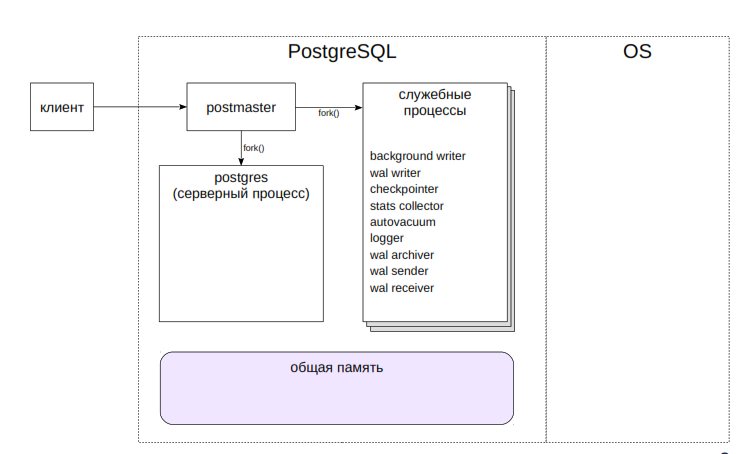 PostgreSQL
OS
клиент
postmaster
fork()
служебные
процессы
fork()
postgres
(серверный процесс)
background writer
wal writer
checkpointer
stats collector
autovacuum
logger
wal archiver
wal sender
wal receiver
общая память